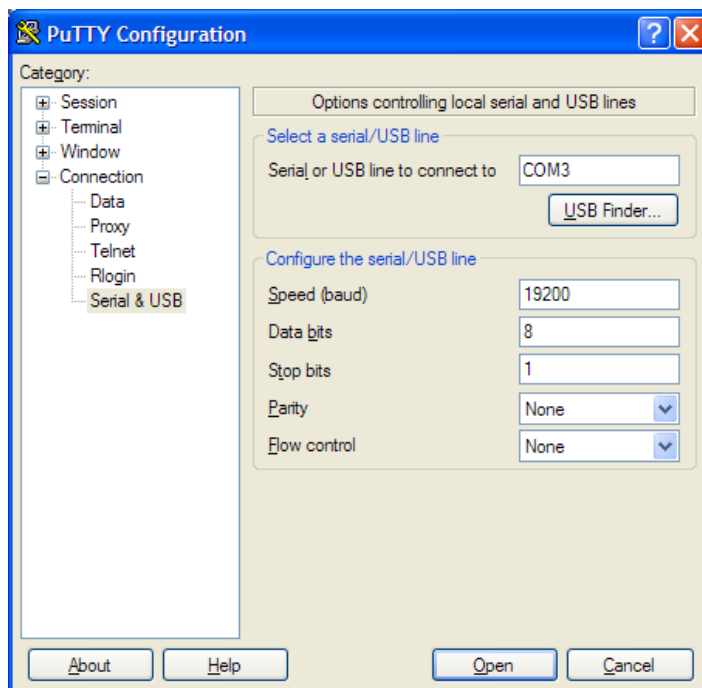 PuTTY Configuration
Category:
Session
Terminal
Window
Connection
Data
Proxy
Telnet
Rlogin
Serial & USB
Options controlling local serial and USB lines
Select a serial/USB line
Serial or USB line to connect to COM3
USB Finder...
Configure the serial/USB line
Speed (baud) 19200
Data bits 8
Stop bits 1
Parity None
Flow control None
About Help Open Cancel